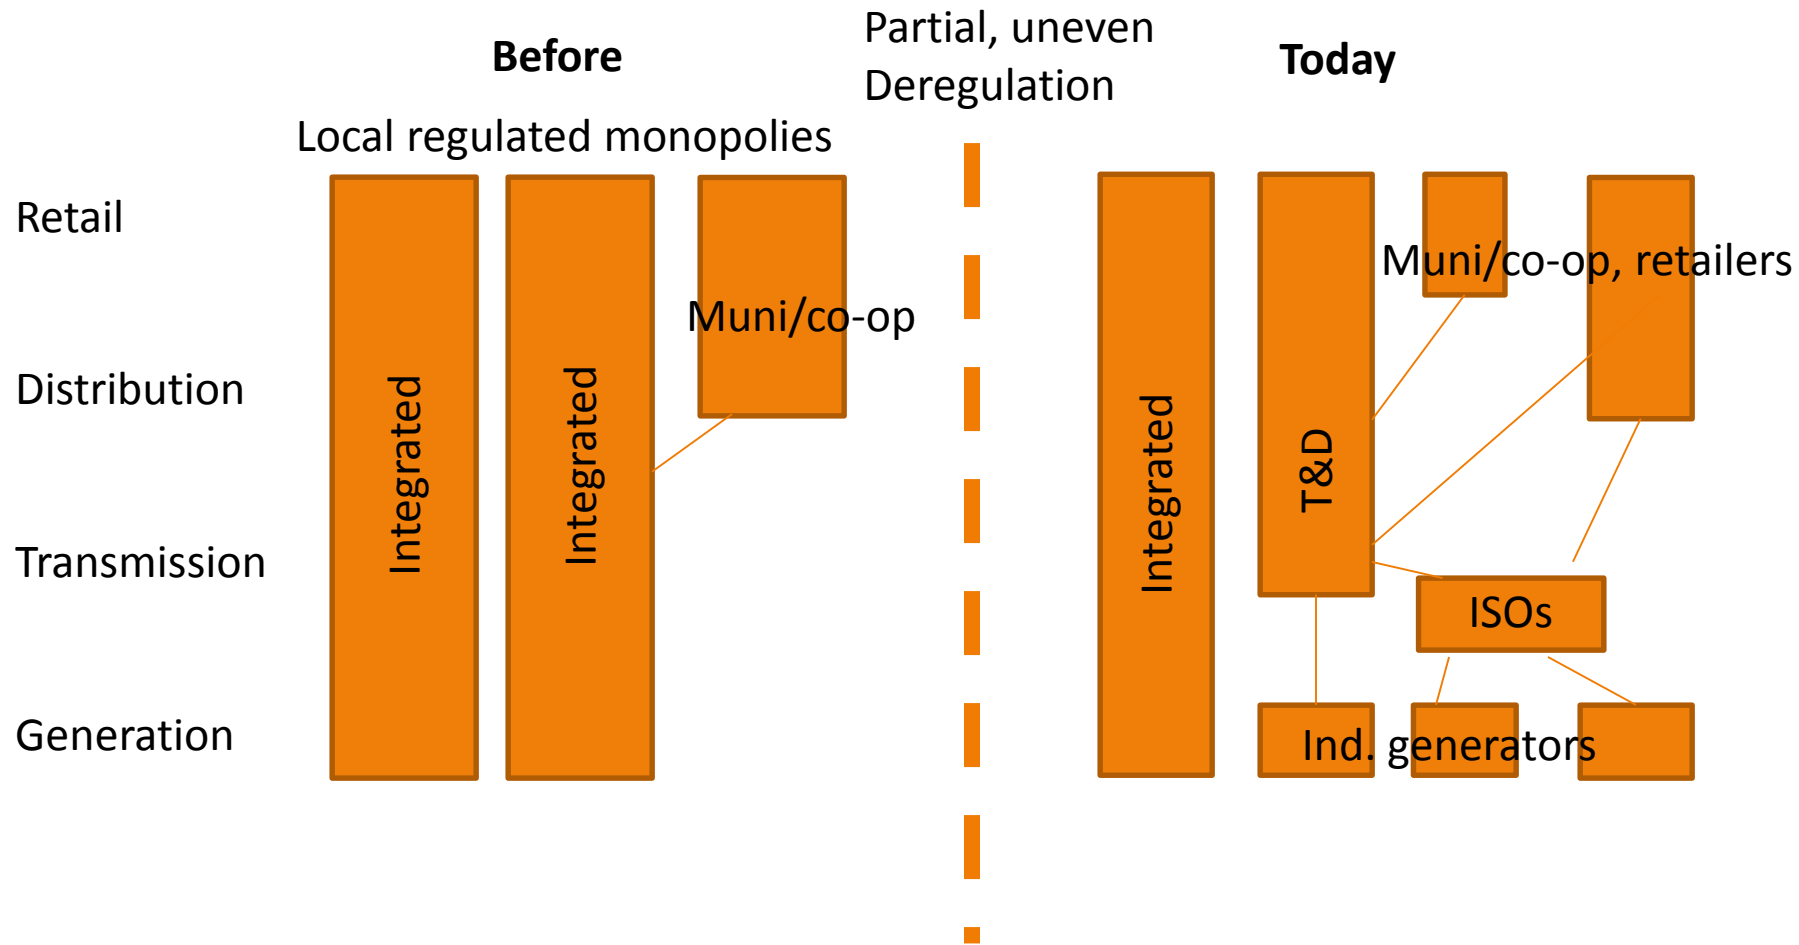 Before
Partial, uneven
Deregulation
Today
Local regulated monopolies
Retail
Distribution
Transmission
Generation
Integrated
Integrated
Muni/co-op
Integrated
T&D
Muni/co-op, retailers
ISOs
Ind. generators